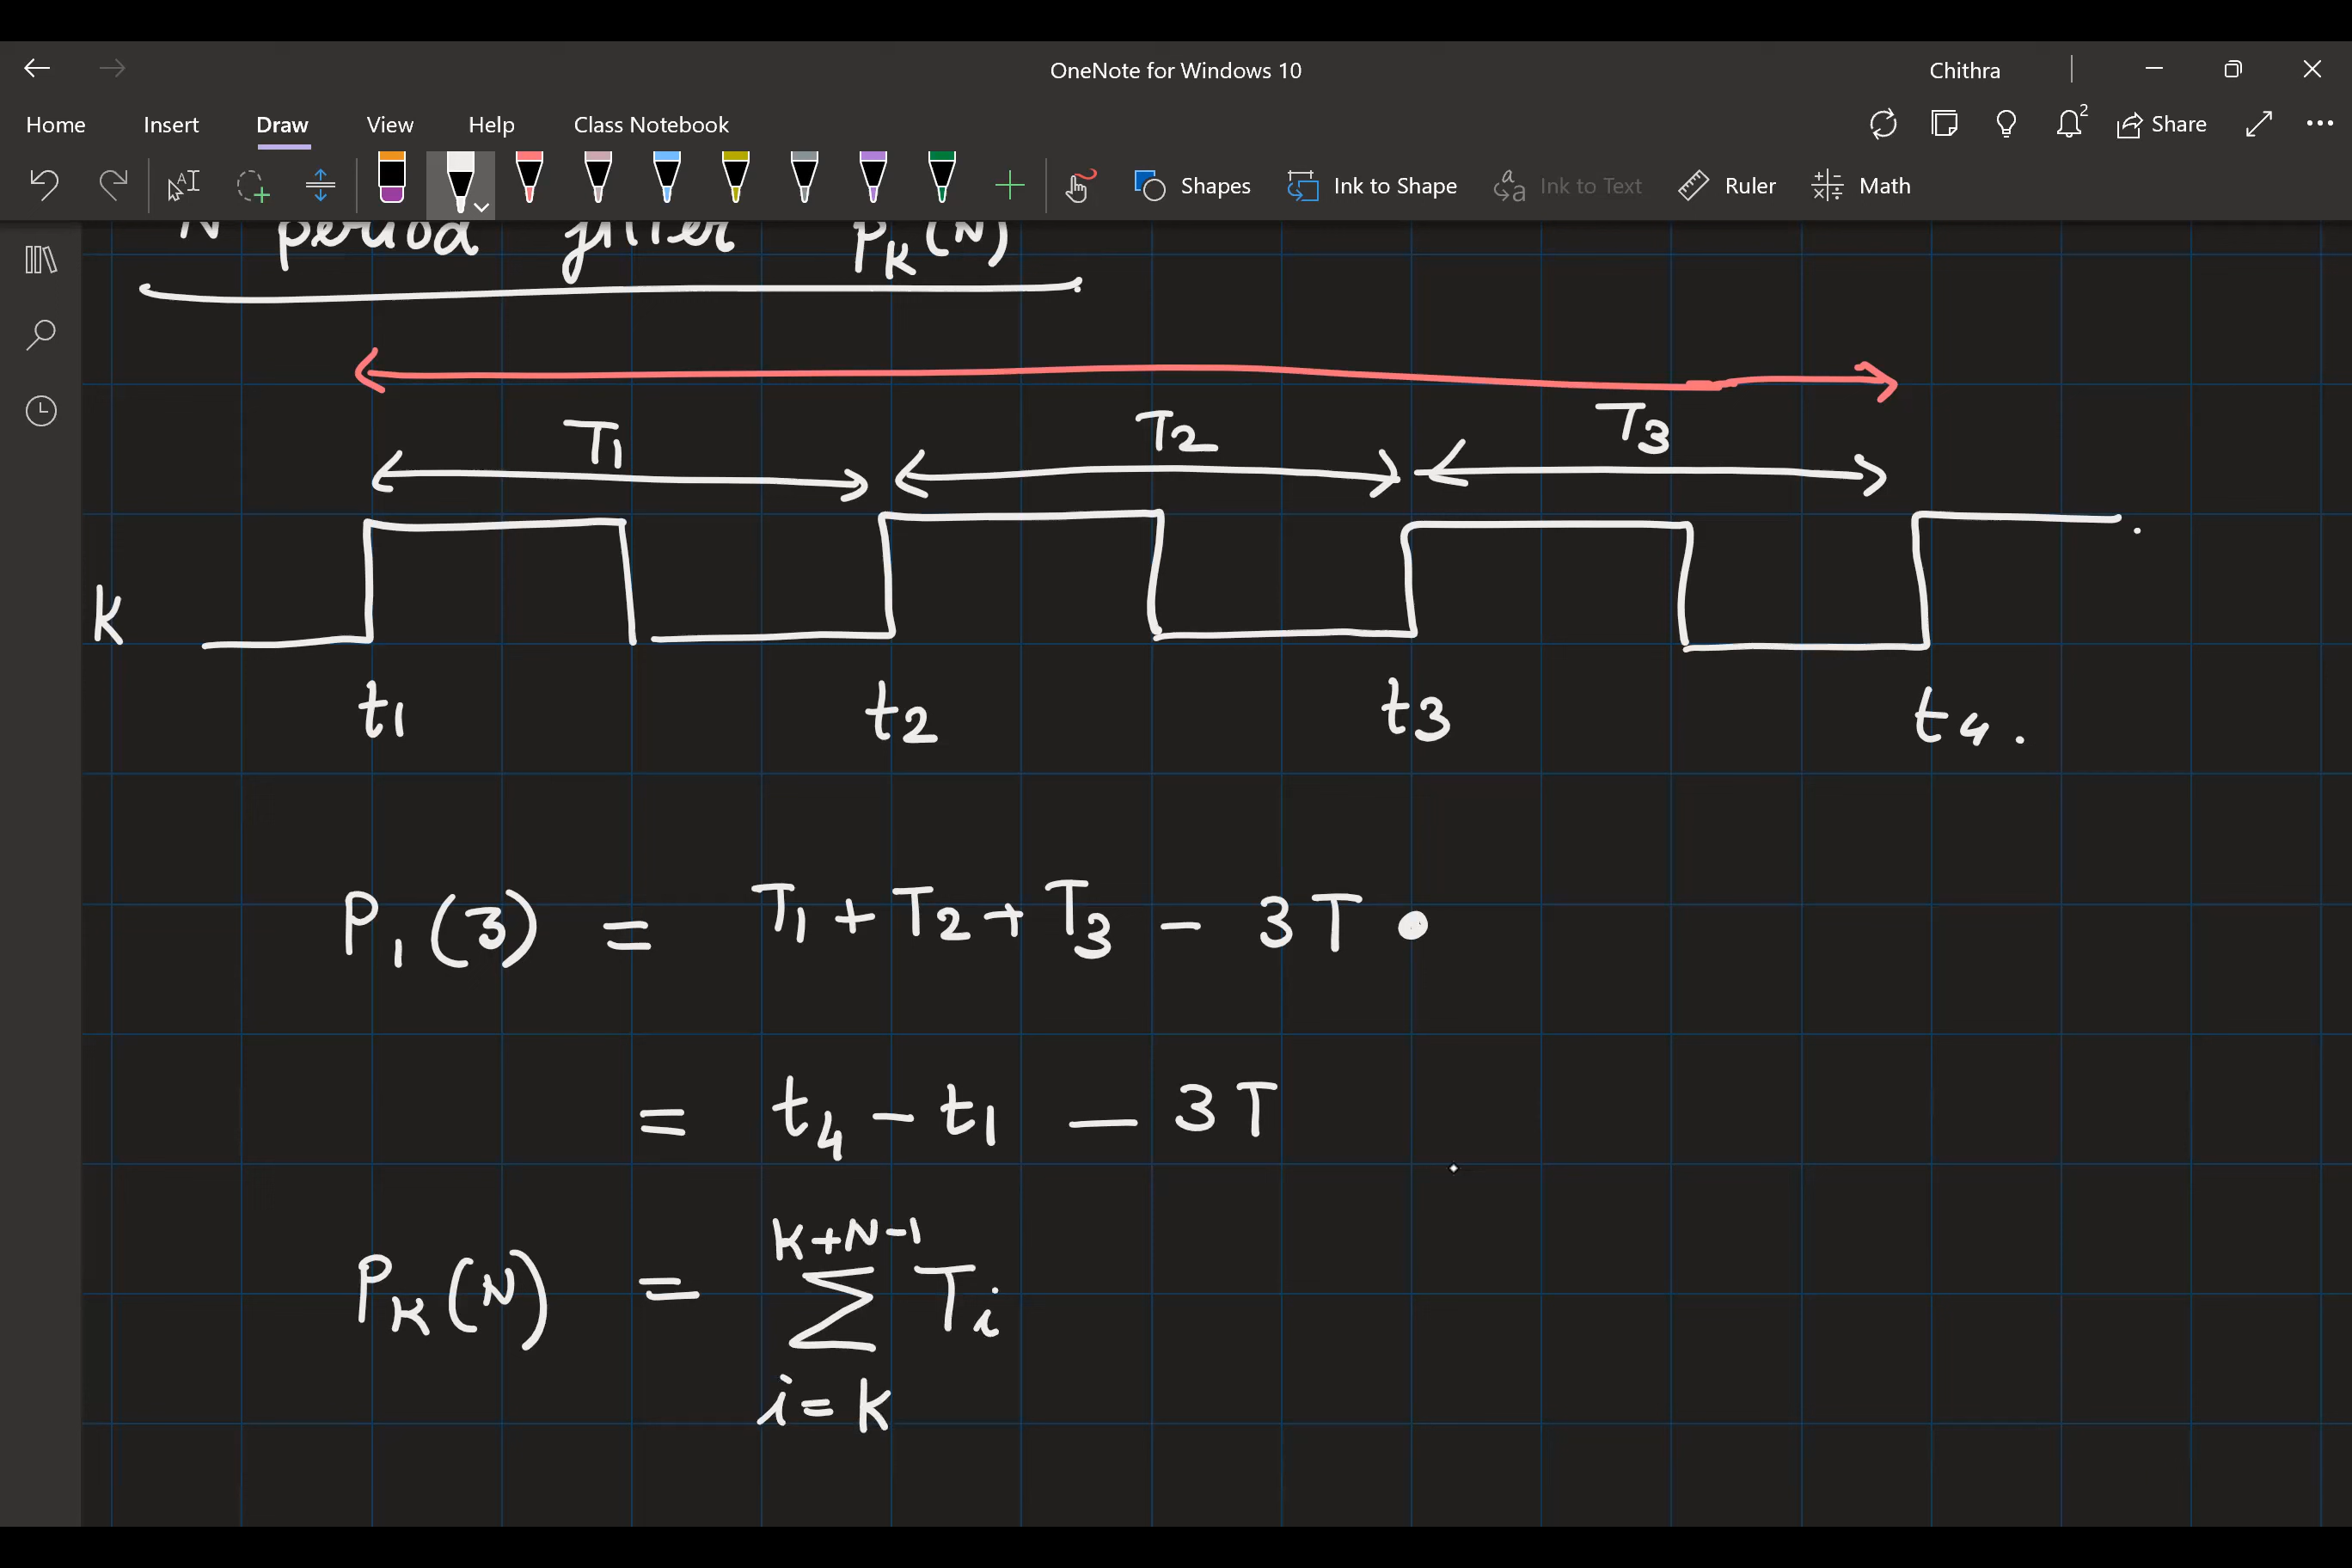 OneNote for Windows 10
Chithra
Home Insert Draw View Help Class Notebook
2 Share
Shapes Ink to Shape Ink to Text Ruler Math
N period jitter Pk(N)
T1 T2 T3
k
t1 t2 t3 t4 .
P1(3) = T1 + T2 + T3 - 3T
= t4 - t1 - 3T
K+N-1
PK(N) = Σ Ti
i = K